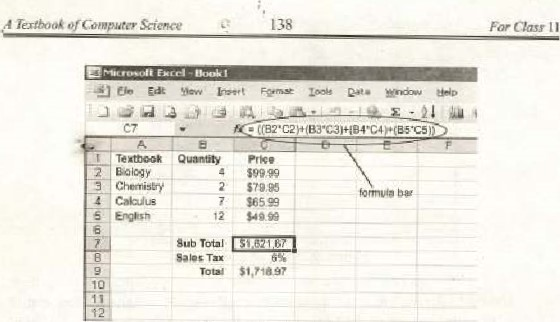 A Textbook of Computer Science 138 For Class 11
Microsoft Excel - Book1
File Edit View Insert Format Tools Data Window Help
C7 fx = ((B2*C2)+(B3*C3)+(B4*C4)+(B5*C5))
A B C D E F
1 Textbook Quantity Price
2 Biology 4 $99.99
3 Chemistry 2 $79.95
4 Calculus 7 $65.99
5 English 12 $49.99
formula bar
6
7 Sub Total $1,621.67
8 Sales Tax 6%
9 Total $1,718.97
10
11
12